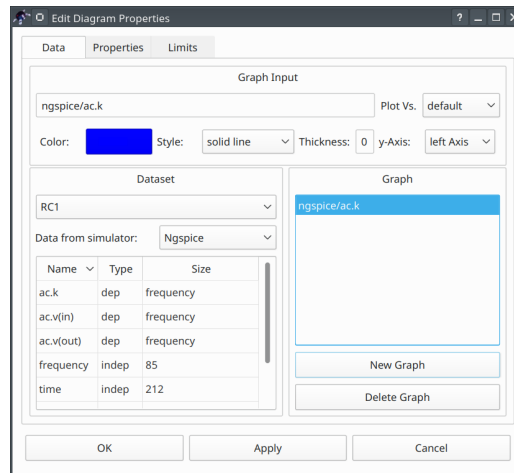 Edit Diagram Properties
Data Properties Limits
Graph Input
ngspice/ac.k Plot Vs. default
Color: Style: solid line Thickness: 0 y-Axis: left Axis
Dataset
RC1
Data from simulator: Ngspice
Name Type Size
ac.k dep frequency
ac.v(in) dep frequency
ac.v(out) dep frequency
frequency indep 85
time indep 212
Graph
ngspice/ac.k
New Graph
Delete Graph
OK Apply Cancel